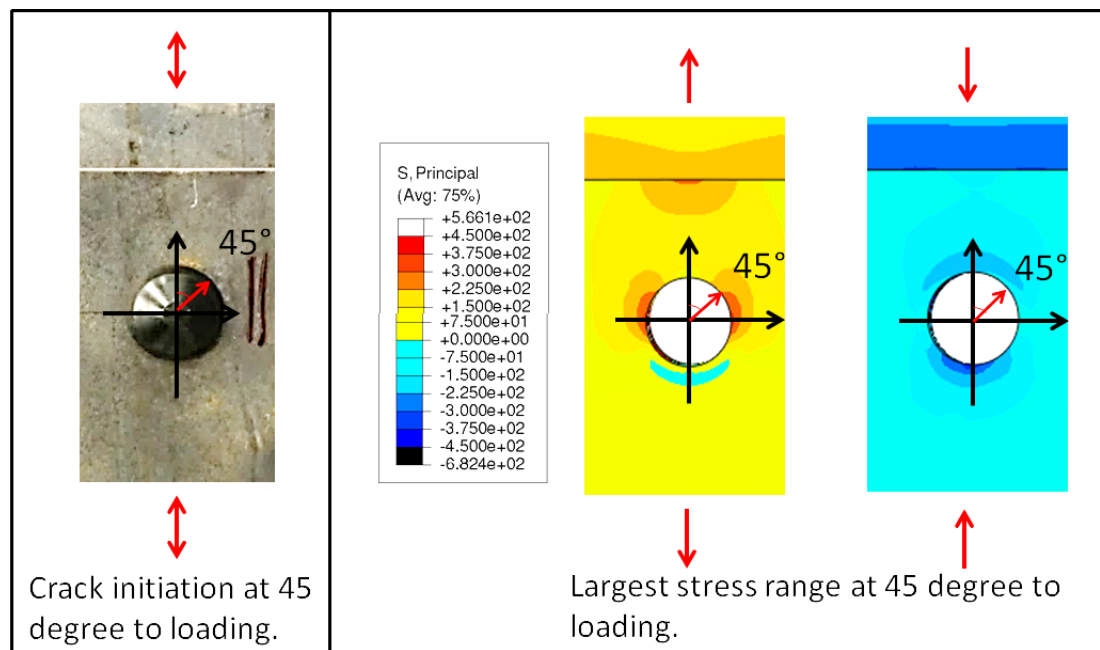 45°
Crack initiation at 45
degree to loading.
S, Principal
(Avg: 75%)
+5.661e+02
+4.500e+02
+3.750e+02
+3.000e+02
+2.250e+02
+1.500e+02
+7.500e+01
+0.000e+00
-7.500e+01
-1.500e+02
-2.250e+02
-3.000e+02
-3.750e+02
-4.500e+02
-6.824e+02
45°
45°
Largest stress range at 45 degree to
loading.